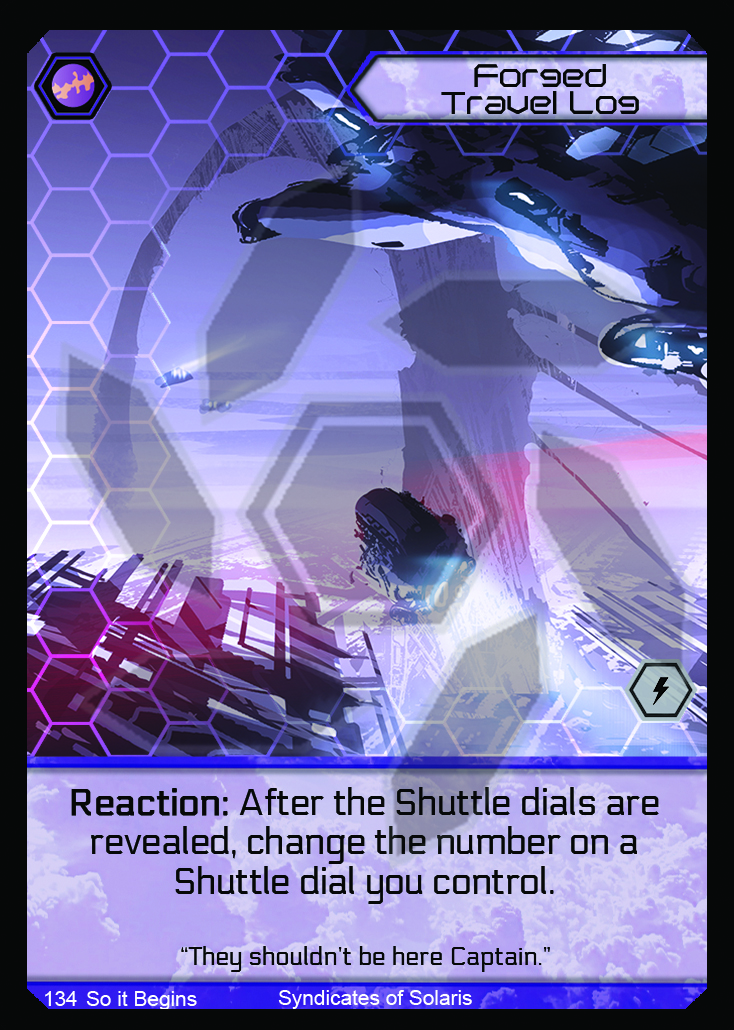 Forged
Travel Log
Reaction: After the Shuttle dials are
revealed, change the number on a
Shuttle dial you control.
“They shouldn't be here Captain.”
134 So it Begins Syndicates of Solaris